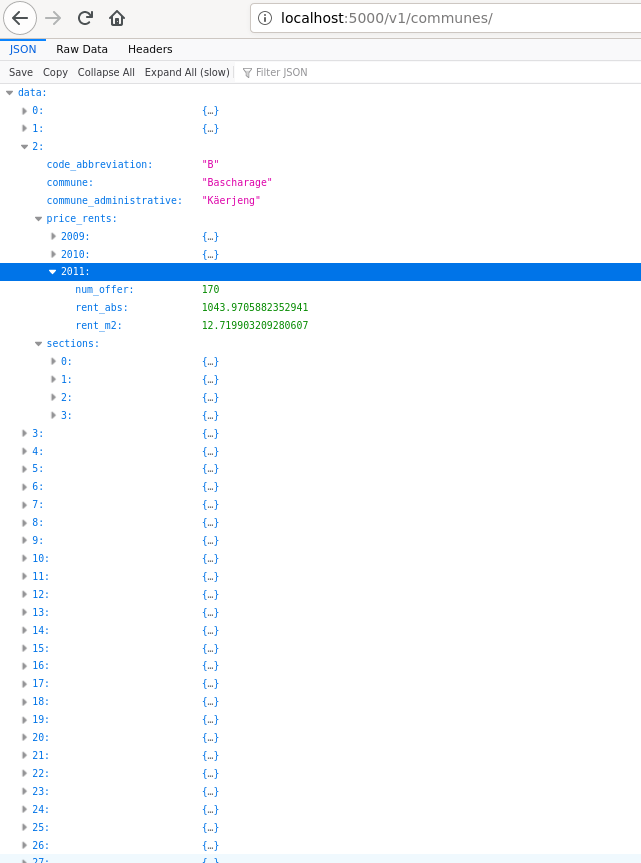 localhost:5000/v1/communes/
JSON Raw Data Headers
Save Copy Collapse All Expand All (slow) Filter JSON
data:
0: {…}
1: {…}
2:
code_abbreviation: "B"
commune: "Bascharage"
commune_administrative: "Käerjeng"
price_rents:
2009: {…}
2010: {…}
2011:
num_offer: 170
rent_abs: 1043.9705882352941
rent_m2: 12.719903209280607
sections:
0: {…}
1: {…}
2: {…}
3: {…}
3: {…}
4: {…}
5: {…}
6: {…}
7: {…}
8: {…}
9: {…}
10: {…}
11: {…}
12: {…}
13: {…}
14: {…}
15: {…}
16: {…}
17: {…}
18: {…}
19: {…}
20: {…}
21: {…}
22: {…}
23: {…}
24: {…}
25: {…}
26: {…}
27: {…}